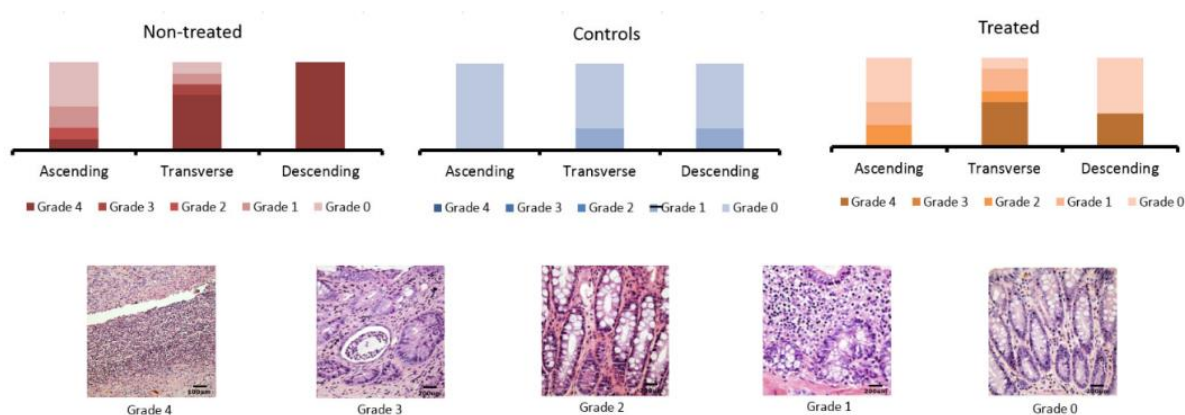 Non-treated
Ascending Transverse Descending
Grade 4 Grade 3 Grade 2 Grade 1 Grade 0
Controls
Ascending Transverse Descending
Grade 4 Grade 3 Grade 2 Grade 1 Grade 0
Treated
Ascending Transverse Descending
Grade 4 Grade 3 Grade 2 Grade 1 Grade 0
Grade 4
Grade 3
Grade 2
Grade 1
Grade 0